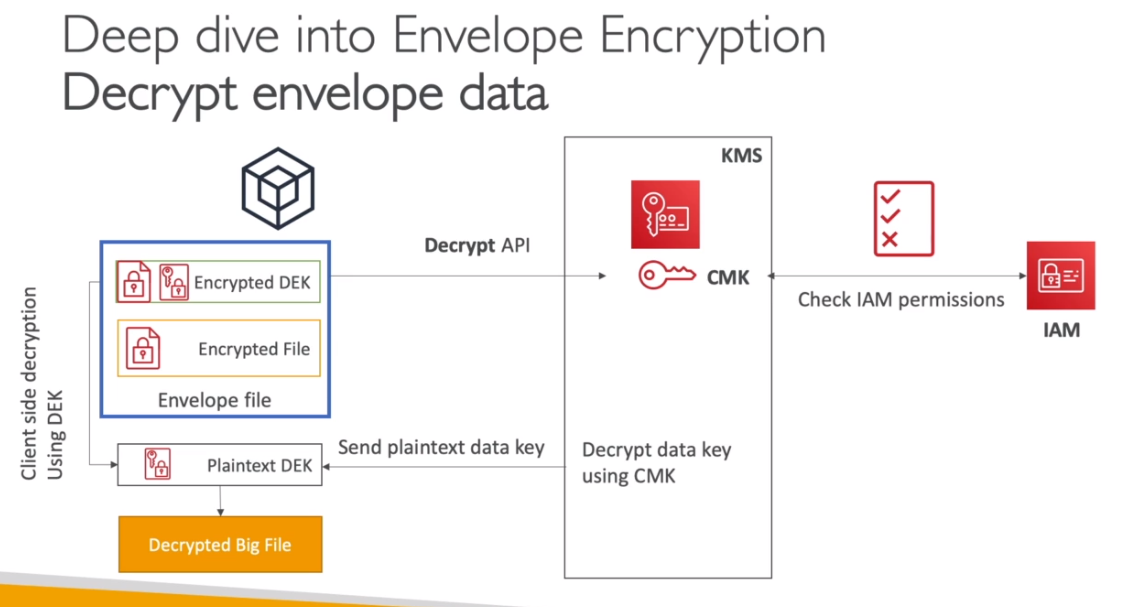 Deep dive into Envelope Encryption
Decrypt envelope data
KMS
Decrypt API
Encrypted DEK
CMK
Check IAM permissions
IAM
Encrypted File
Envelope file
Client side decryption
Using DEK
Send plaintext data key
Decrypt data key
using CMK
Plaintext DEK
Decrypted Big File